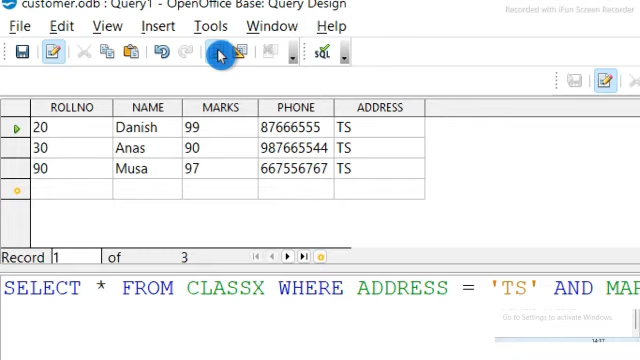 customer.odb : Query1 - OpenOffice Base: Query Design
Recorded with iFun Screen Recorder
File Edit View Insert Tools Window Help
SQL
ROLLNO NAME MARKS PHONE ADDRESS
20 Danish 99 87666555 TS
30 Anas 90 987665544 TS
90 Musa 97 667556767 TS
Record 1 of 3
SELECT * FROM CLASSX WHERE ADDRESS = 'TS' AND MAR
Go to Settings to activate Windows.
14:17